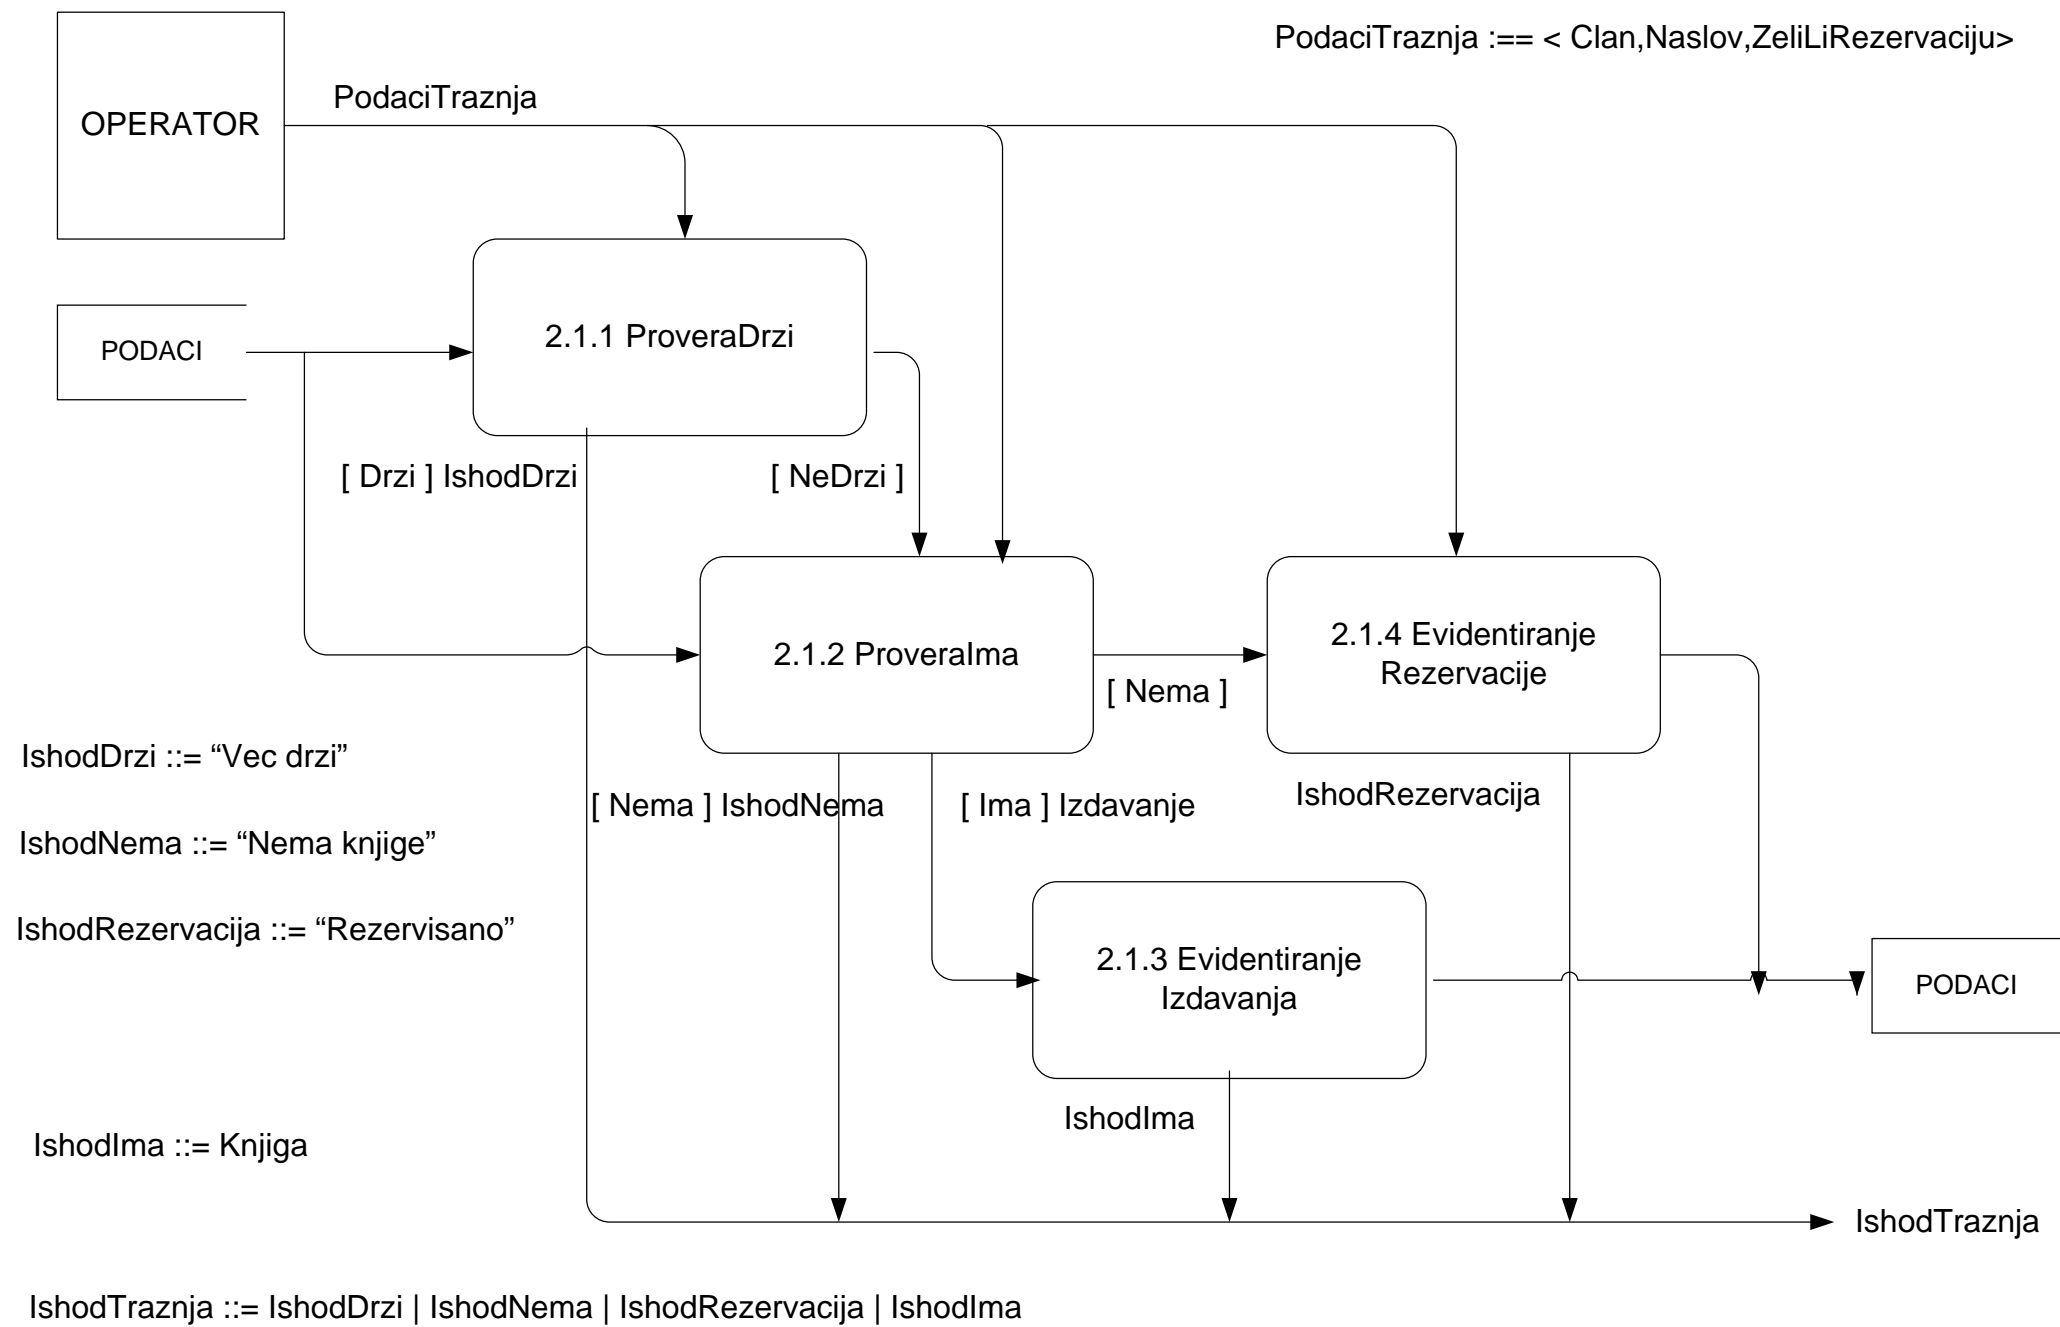 PodaciTraznja :== < Clan,Naslov,ZeliLiRezervaciju>
PodaciTraznja
OPERATOR
2.1.1 ProveraDrzi
PODACI
[ Drzi ] IshodDrzi
[ NeDrzi ]
2.1.2 ProveraIma
2.1.4 Evidentiranje
Rezervacije
[ Nema ]
IshodDrzi ::= “Vec drzi”
[ Nema ] IshodNema
[ Ima ] Izdavanje
IshodRezervacija
IshodNema ::= “Nema knjige”
IshodRezervacija ::= “Rezervisano”
2.1.3 Evidentiranje
Izdavanja
PODACI
IshodIma
IshodIma ::= Knjiga
IshodTraznja
IshodTraznja ::= IshodDrzi | IshodNema | IshodRezervacija | IshodIma